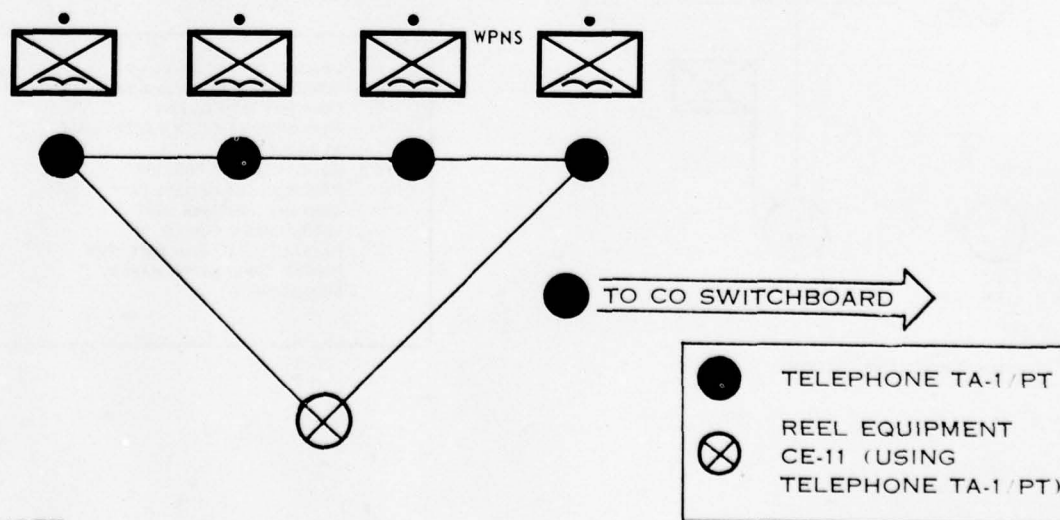 WPNS
TO CO SWITCHBOARD
TELEPHONE TA-1/PT
REEL EQUIPMENT
CE-11 (USING
TELEPHONE TA-1/PT)